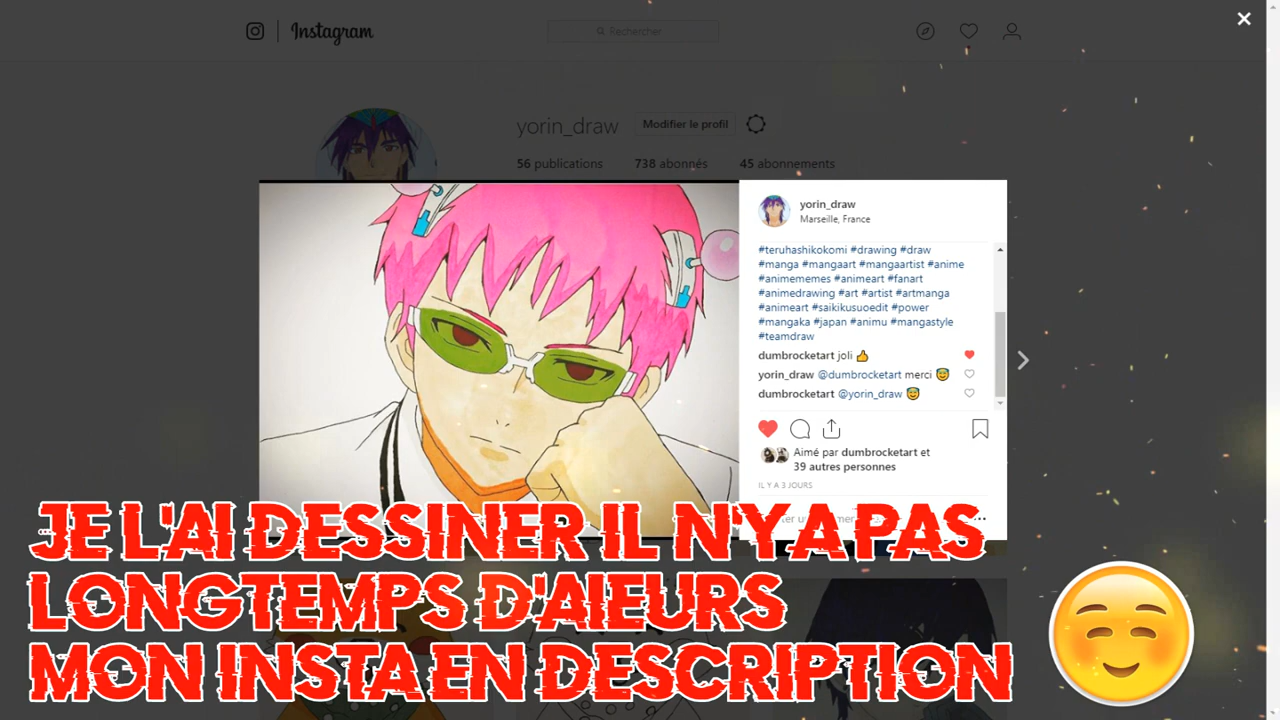 Instagram
Rechercher
yorin_draw
Modifier le profil
56 publications
738 abonnés
45 abonnements
yorin_draw
Marseille, France
#teruhashikokomi #drawing #draw
#manga #mangaart #mangaartist #anime
#animememes #animeart #fanart
#animedrawing #art #artist #artmanga
#animeart #saikikusuoedit #power
#mangaka #japan #animu #mangastyle
#teamdraw
dumbrocketart joli 👍
yorin_draw @dumbrocketart merci 😇
dumbrocketart @yorin_draw 😇
Aimé par dumbrocketart et
39 autres personnes
IL Y A 3 JOURS
JE L'AI DESSINER IL N'Y A PAS
LONGTEMPS D'AIEURS
MON INSTA EN DESCRIPTION